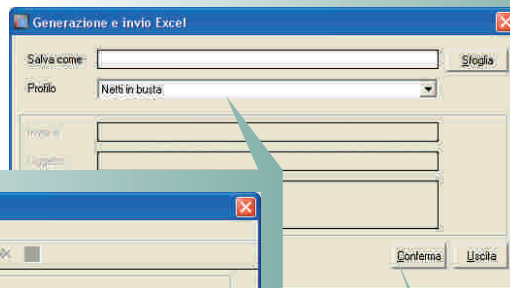 Generazione e invio Excel
Salva come
Sfoglia
Profilo
Netti in busta
Invia a
Oggetto
Conferma
Uscita